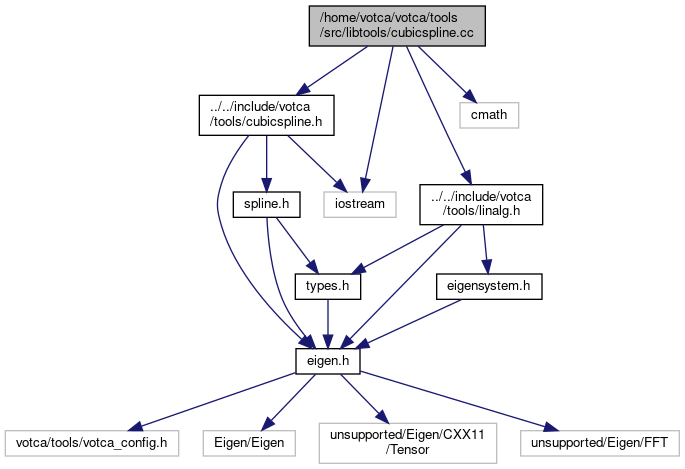 /home/votca/votca/tools
/src/libtools/cubicspline.cc
../../include/votca
/tools/cubicspline.h
cmath
spline.h
iostream
../../include/votca
/tools/linalg.h
types.h
eigensystem.h
eigen.h
votca/tools/votca_config.h
Eigen/Eigen
unsupported/Eigen/CXX11
/Tensor
unsupported/Eigen/FFT